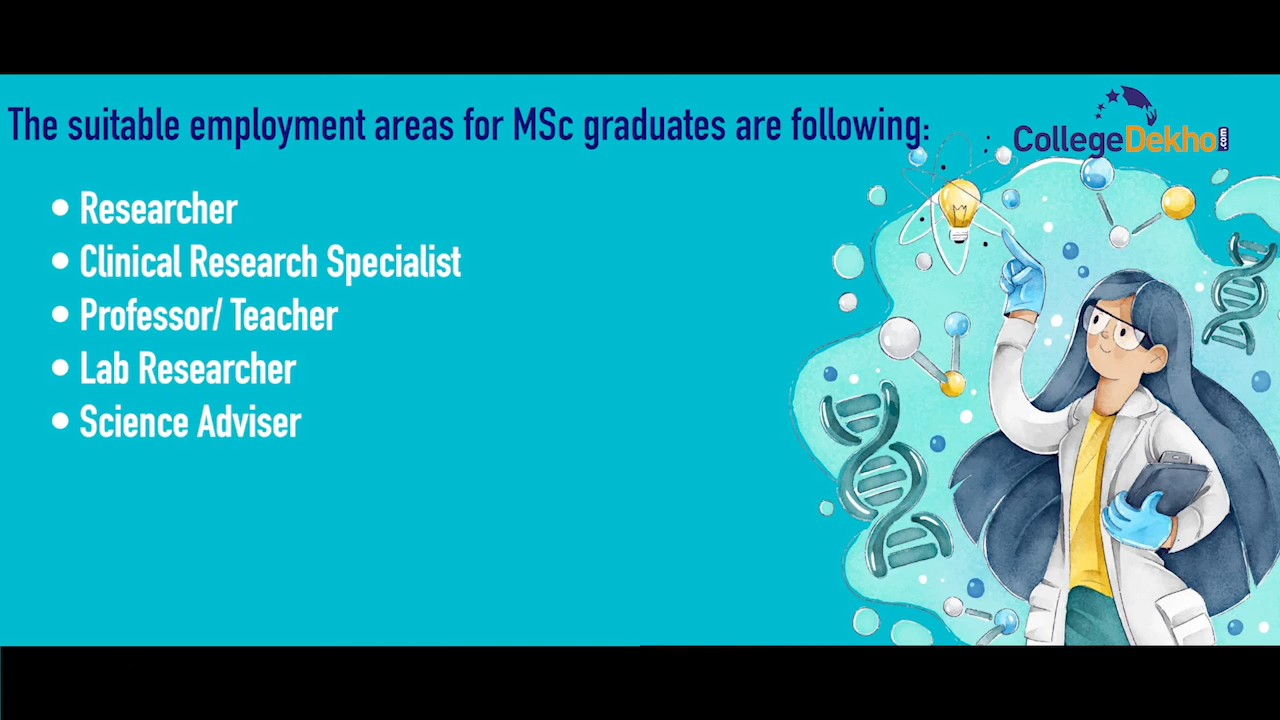 The suitable employment areas for MSc graduates are following:
CollegeDekho.com
• Researcher
• Clinical Research Specialist
• Professor/ Teacher
• Lab Researcher
• Science Adviser